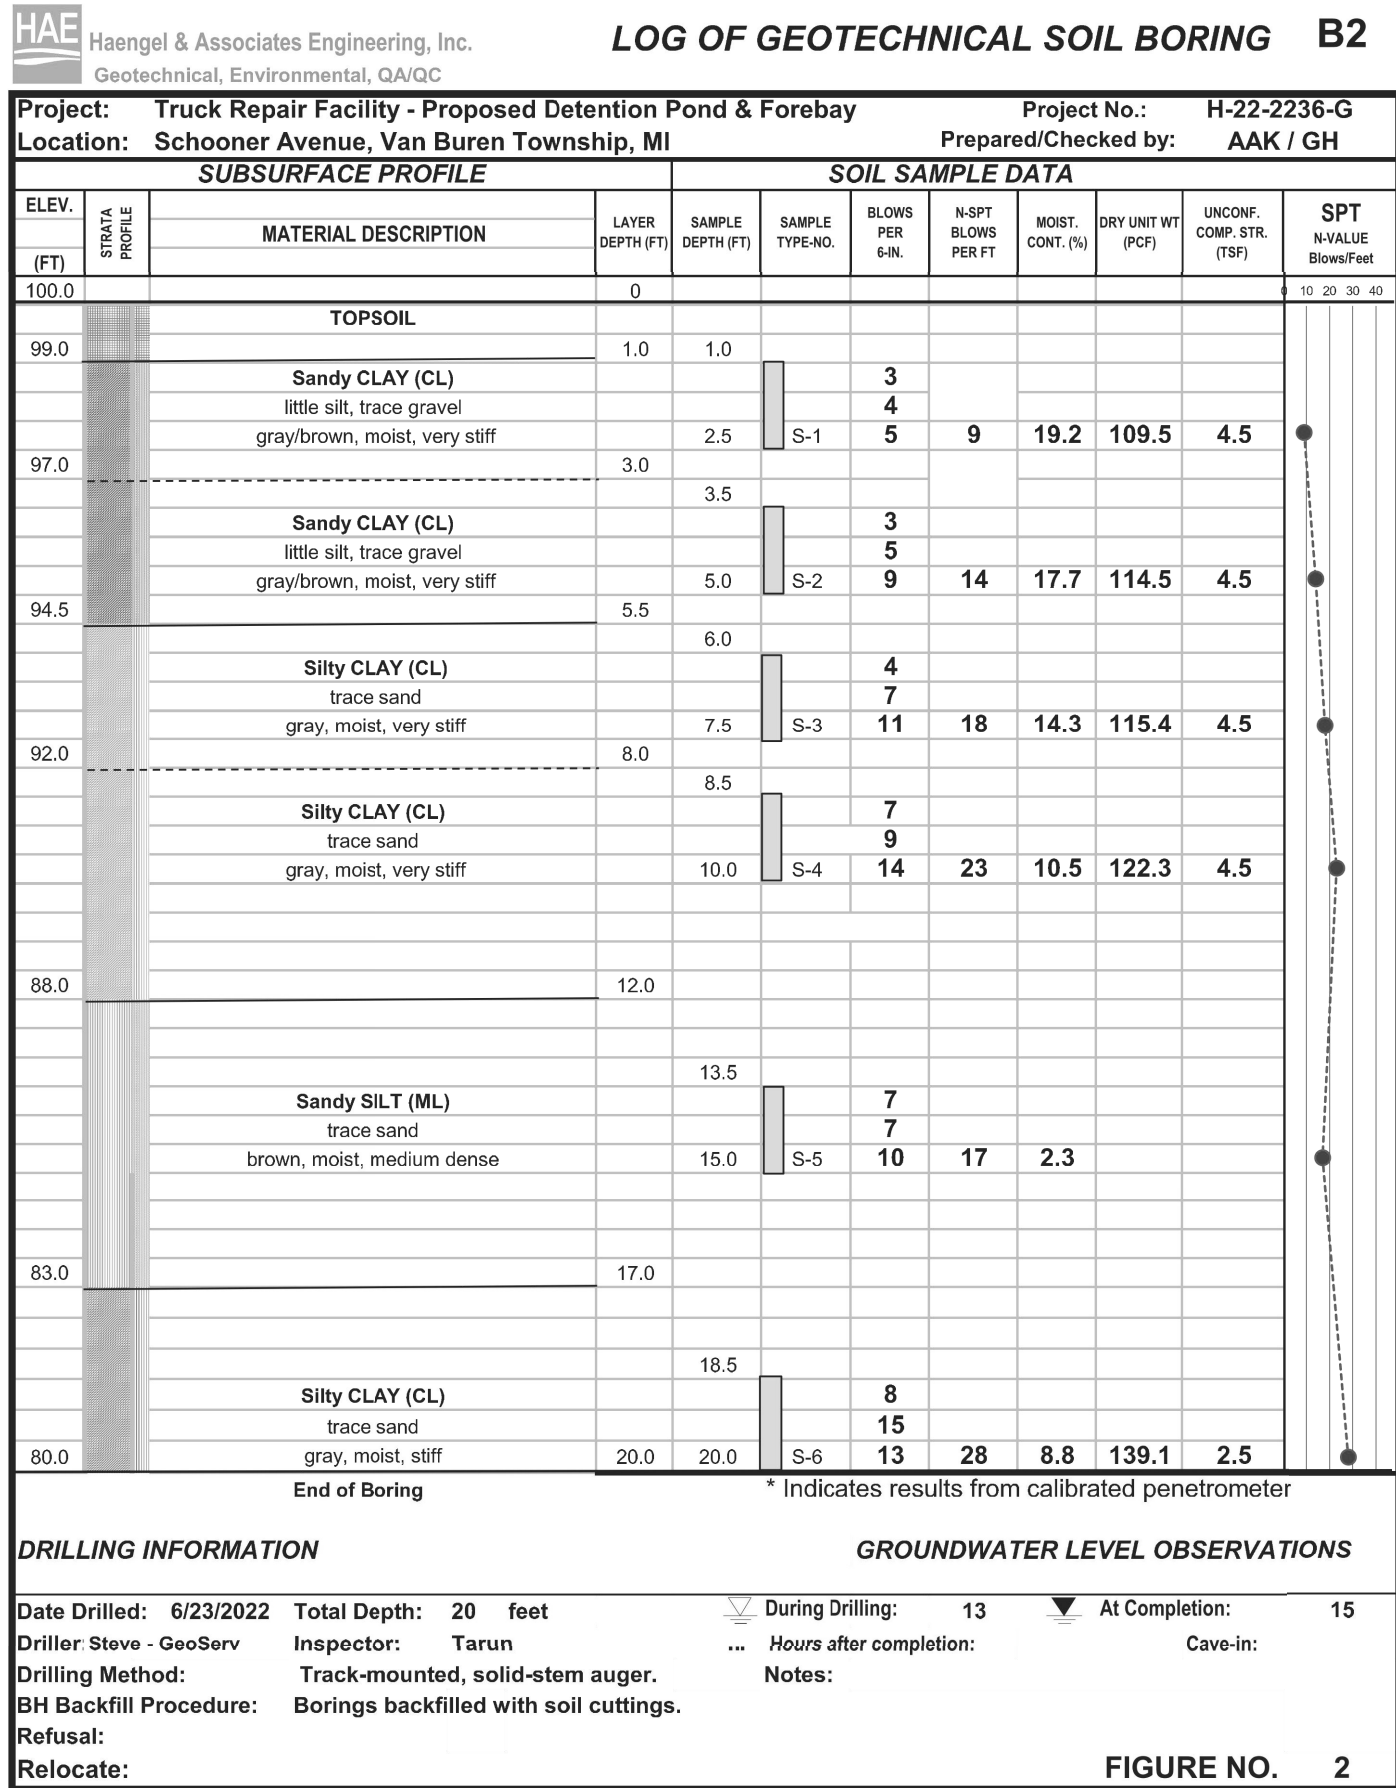 HAE
Haengel & Associates Engineering, Inc.
Geotechnical, Environmental, QA/QC
LOG OF GEOTECHNICAL SOIL BORING B2
Project: Truck Repair Facility - Proposed Detention Pond & Forebay Project No.: H-22-2236-G
Location: Schooner Avenue, Van Buren Township, MI Prepared/Checked by: AAK / GH
SUBSURFACE PROFILE SOIL SAMPLE DATA
ELEV. (FT) STRATA PROFILE MATERIAL DESCRIPTION LAYER DEPTH (FT) SAMPLE DEPTH (FT) SAMPLE TYPE-NO. BLOWS PER 6-IN. N-SPT BLOWS PER FT MOIST. CONT. (%) DRY UNIT WT (PCF) UNCONF. COMP. STR. (TSF) SPT N-VALUE Blows/Feet
100.0 0 0 10 20 30 40
TOPSOIL
99.0 1.0 1.0
Sandy CLAY (CL) 3
little silt, trace gravel 4
gray/brown, moist, very stiff 2.5 S-1 5 9 19.2 109.5 4.5
97.0 3.0
3.5
Sandy CLAY (CL) 3
little silt, trace gravel 5
gray/brown, moist, very stiff 5.0 S-2 9 14 17.7 114.5 4.5
94.5 5.5
6.0
Silty CLAY (CL) 4
trace sand 7
gray, moist, very stiff 7.5 S-3 11 18 14.3 115.4 4.5
92.0 8.0
8.5
Silty CLAY (CL) 7
trace sand 9
gray, moist, very stiff 10.0 S-4 14 23 10.5 122.3 4.5
88.0 12.0
13.5
Sandy SILT (ML) 7
trace sand 7
brown, moist, medium dense 15.0 S-5 10 17 2.3
83.0 17.0
18.5
Silty CLAY (CL) 8
trace sand 15
80.0 gray, moist, stiff 20.0 20.0 S-6 13 28 8.8 139.1 2.5
End of Boring * Indicates results from calibrated penetrometer
DRILLING INFORMATION GROUNDWATER LEVEL OBSERVATIONS
Date Drilled: 6/23/2022 Total Depth: 20 feet During Drilling: 13 At Completion: 15
Driller: Steve - GeoServ Inspector: Tarun ... Hours after completion: Cave-in:
Drilling Method: Track-mounted, solid-stem auger. Notes:
BH Backfill Procedure: Borings backfilled with soil cuttings.
Refusal:
Relocate: FIGURE NO. 2